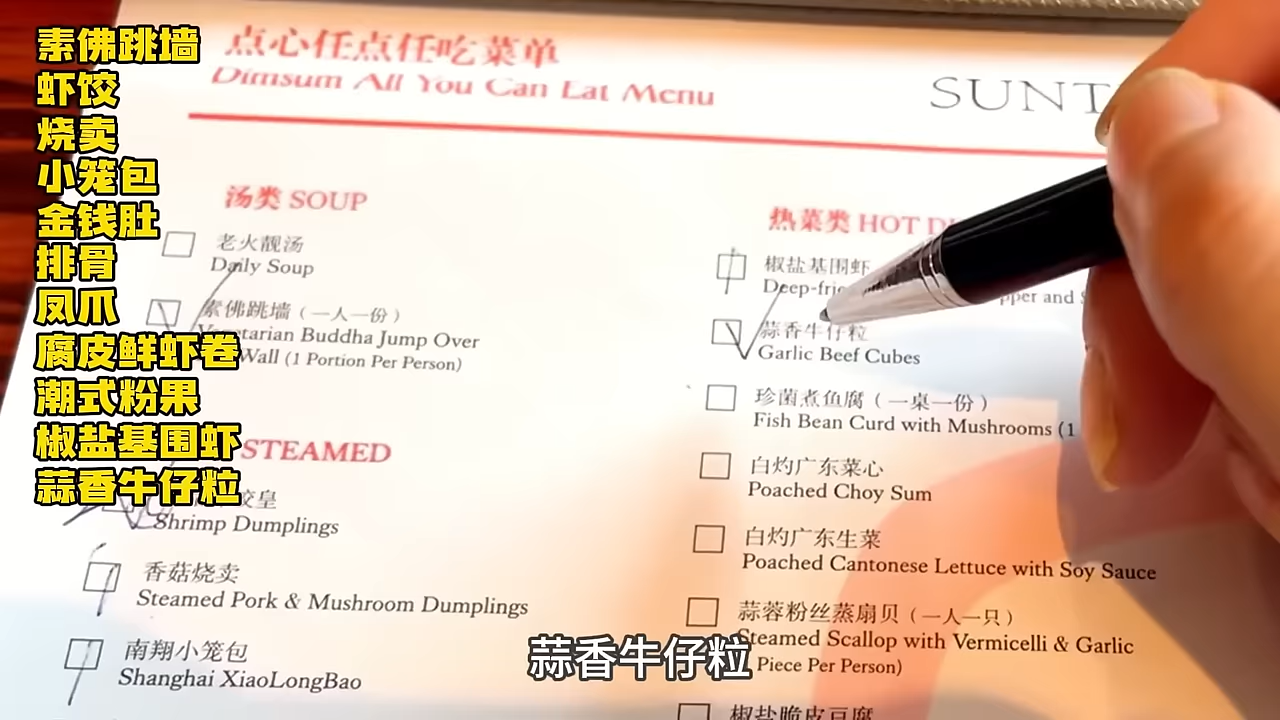 素佛跳墙
虾饺
烧卖
小笼包
金钱肚
排骨
凤爪
腐皮鲜虾卷
潮式粉果
椒盐基围虾
蒜香牛仔粒
点心任点任吃菜单
Dimsum All You Can Eat Menu
SUNT
汤类 SOUP
老火靓汤
Daily Soup
素佛跳墙（一人一份）
Vegetarian Buddha Jump Over
Wall (1 Portion Per Person)
STEAMED
饺皇
Shrimp Dumplings
香菇烧卖
Steamed Pork & Mushroom Dumplings
南翔小笼包
Shanghai XiaoLongBao
热菜类 HOT
椒盐基围虾
Deep-frie pper and S
蒜香牛仔粒
Garlic Beef Cubes
珍菌煮鱼腐（一桌一份）
Fish Bean Curd with Mushrooms (1
白灼广东菜心
Poached Choy Sum
白灼广东生菜
Poached Cantonese Lettuce with Soy Sauce
蒜蓉粉丝蒸扇贝（一人一只）
Steamed Scallop with Vermicelli & Garlic
Piece Per Person)
椒盐脆皮豆腐
蒜香牛仔粒